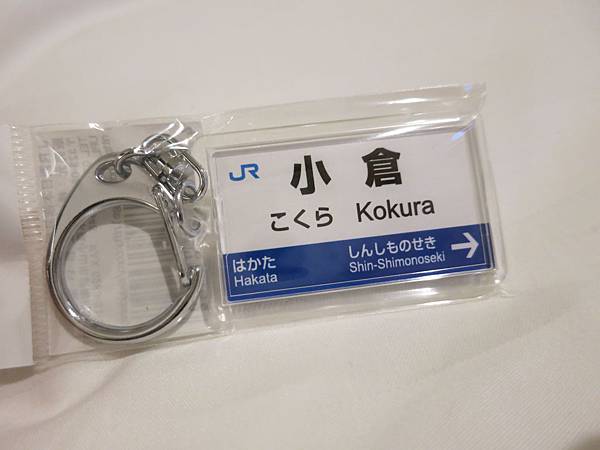 JR 小倉
こくら Kokura
はかた しんしものせき →
Hakata Shin-Shimonoseki